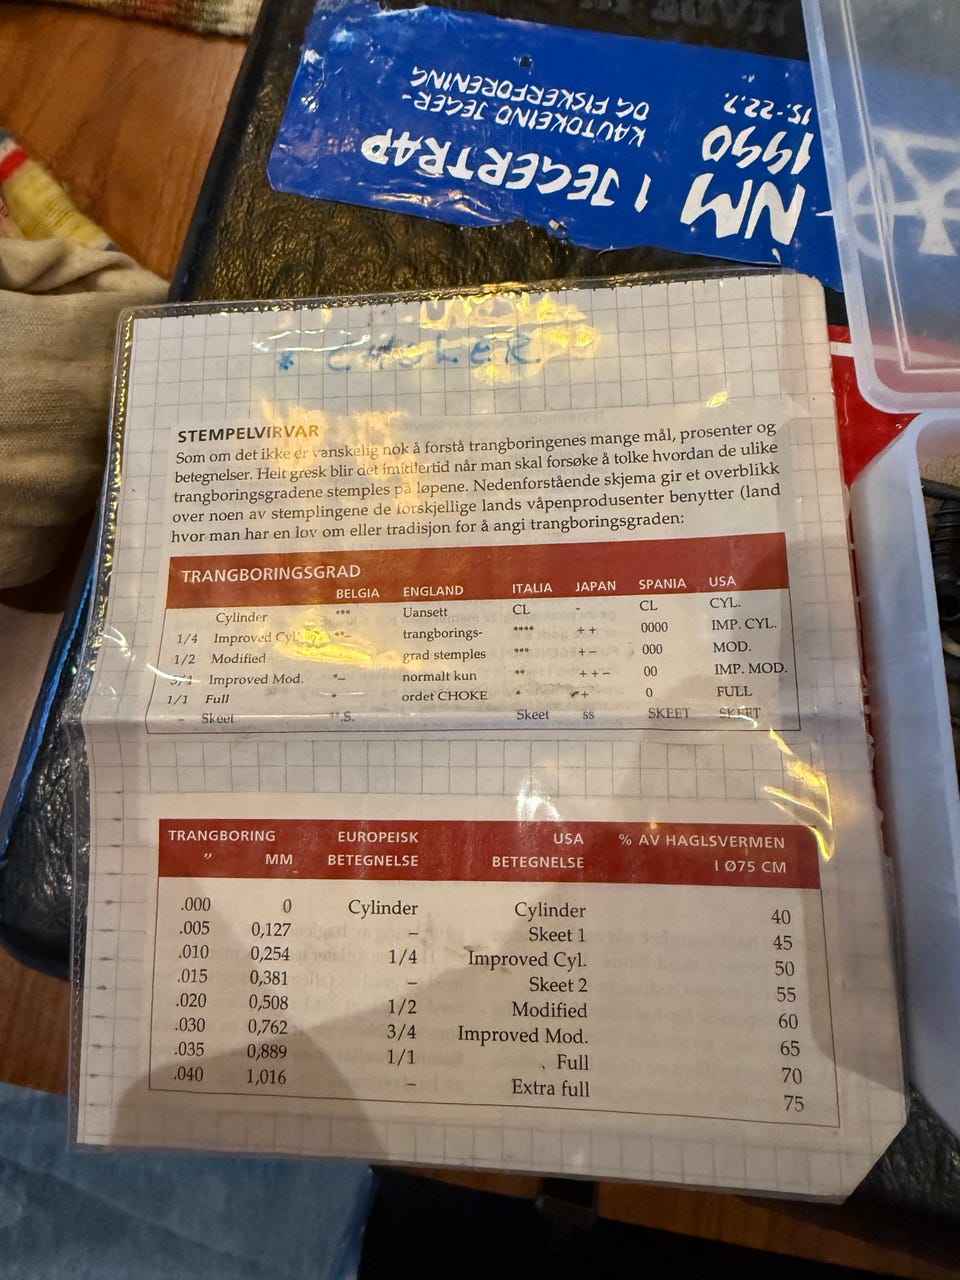 MADE IN
NM I JEGERTRAP
1990 KAUTOKEINO JEGER-
15.-22.7. OG FISKERFORENING
* CHOKER
STEMPELVIRVAR
Som om det ikke er vanskelig nok å forstå trangboringenes mange mål, prosenter og
betegnelser. Helt gresk blir det imidlertid når man skal forsøke å tolke hvordan de ulike
trangboringsgradene stemples på løpene. Nedenforstående skjema gir et overblikk
over noen av stemplingene de forskjellige lands våpenprodusenter benytter (land
hvor man har en lov om eller tradisjon for å angi trangboringsgraden:
TRANGBORINGSGRAD
BELGIA ENGLAND ITALIA JAPAN SPANIA USA
Cylinder *** Uansett CL - CL CYL.
1/4 Improved Cyl. **- trangborings- **** ++ 0000 IMP. CYL.
1/2 Modified grad stemples *** +- 000 MOD.
3/4 Improved Mod. *- normalt kun ** ++- 00 IMP. MOD.
1/1 Full * ordet CHOKE * + 0 FULL
– Skeet **.S. Skeet ss SKEET SKEET
TRANGBORING EUROPEISK USA % AV HAGLSVERMEN
" MM BETEGNELSE BETEGNELSE I Ø75 CM
.000 0 Cylinder Cylinder 40
.005 0,127 – Skeet 1 45
.010 0,254 1/4 Improved Cyl. 50
.015 0,381 – Skeet 2 55
.020 0,508 1/2 Modified 60
.030 0,762 3/4 Improved Mod. 65
.035 0,889 1/1 Full 70
.040 1,016 – Extra full 75